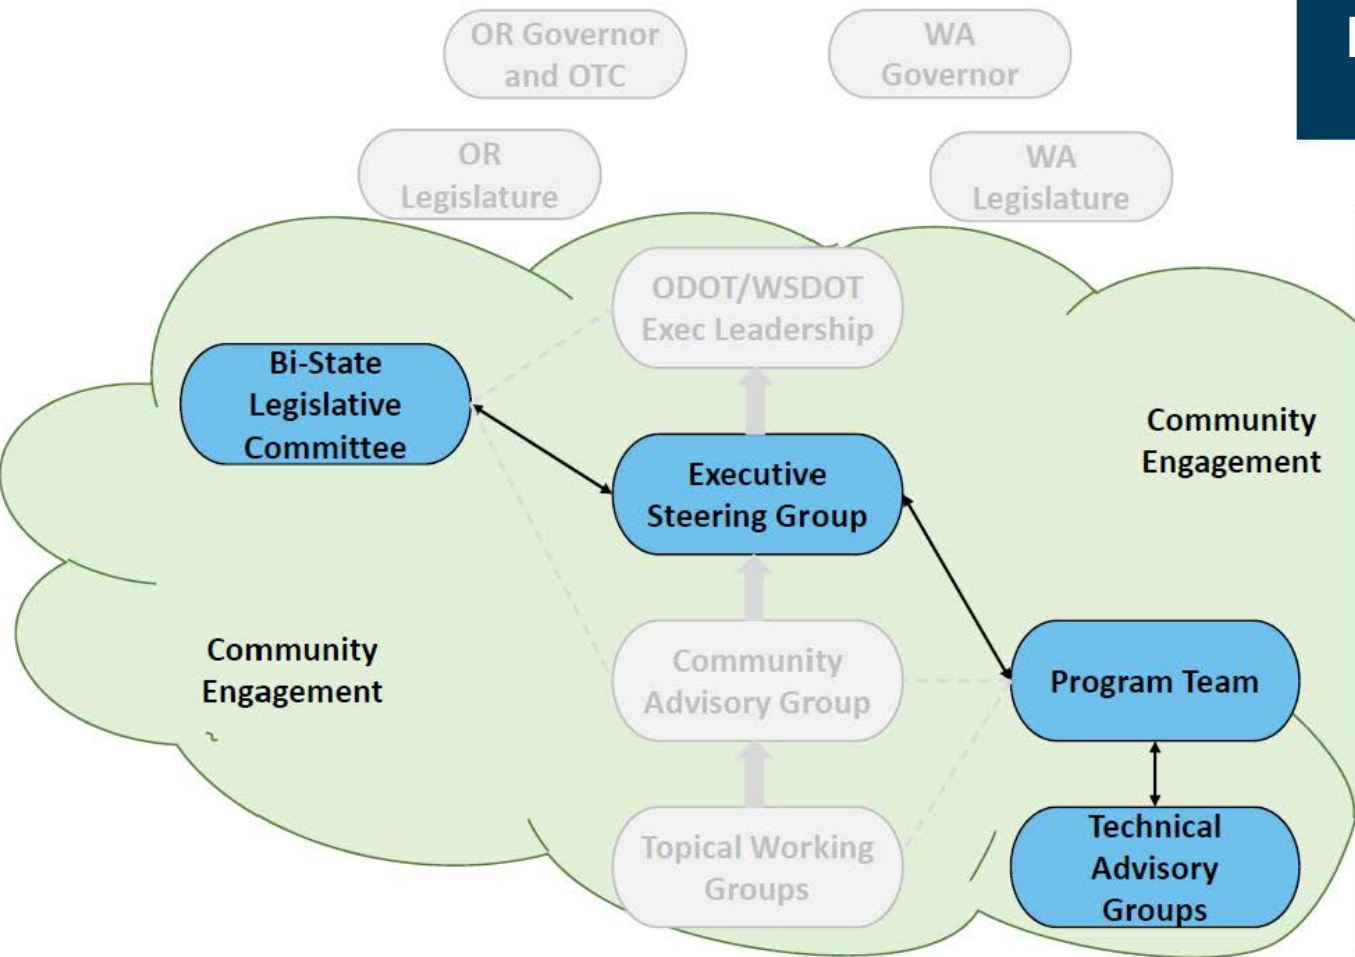 OR Governor
and OTC
WA
Governor
OR
Legislature
WA
Legislature
ODOT/WSDOT
Exec Leadership
Bi-State
Legislative
Committee
Community
Engagement
Executive
Steering Group
Community
Engagement
Community
Advisory Group
Program Team
Topical Working
Groups
Technical
Advisory
Groups